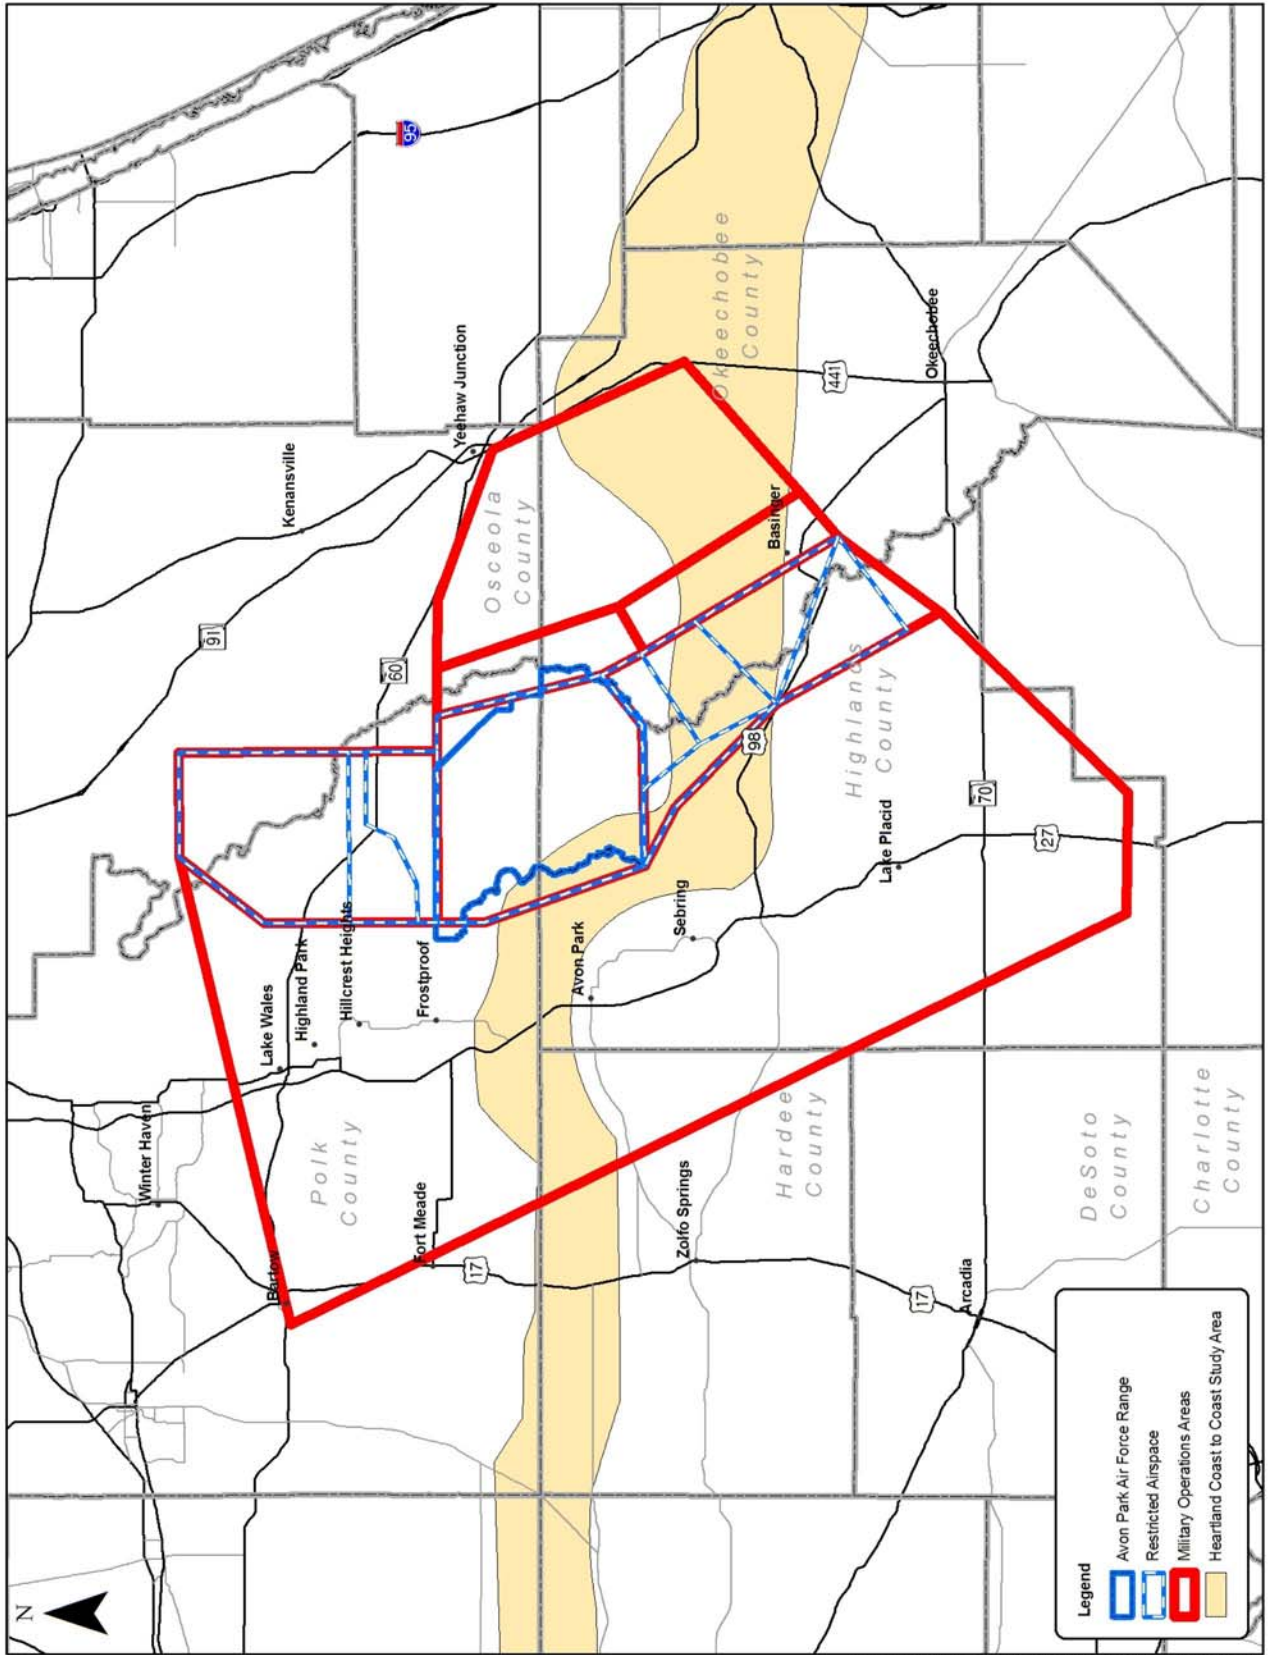 N
95
Kenansville
Yeehaw Junction
91
60
Osceola
County
Okeechobee
County
441
Okeechobee
Basinger
Winter Haven
Lake Wales
Highland Park
Hillcrest Heights
Frostproof
Bartow
Polk
County
Fort Meade
17
Avon Park
Sebring
98
Highlands
County
Lake Placid
70
27
Zolfo Springs
Hardee
County
17
Arcadia
DeSoto
County
Charlotte
County
Legend
Avon Park Air Force Range
Restricted Airspace
Military Operations Areas
Heartland Coast to Coast Study Area